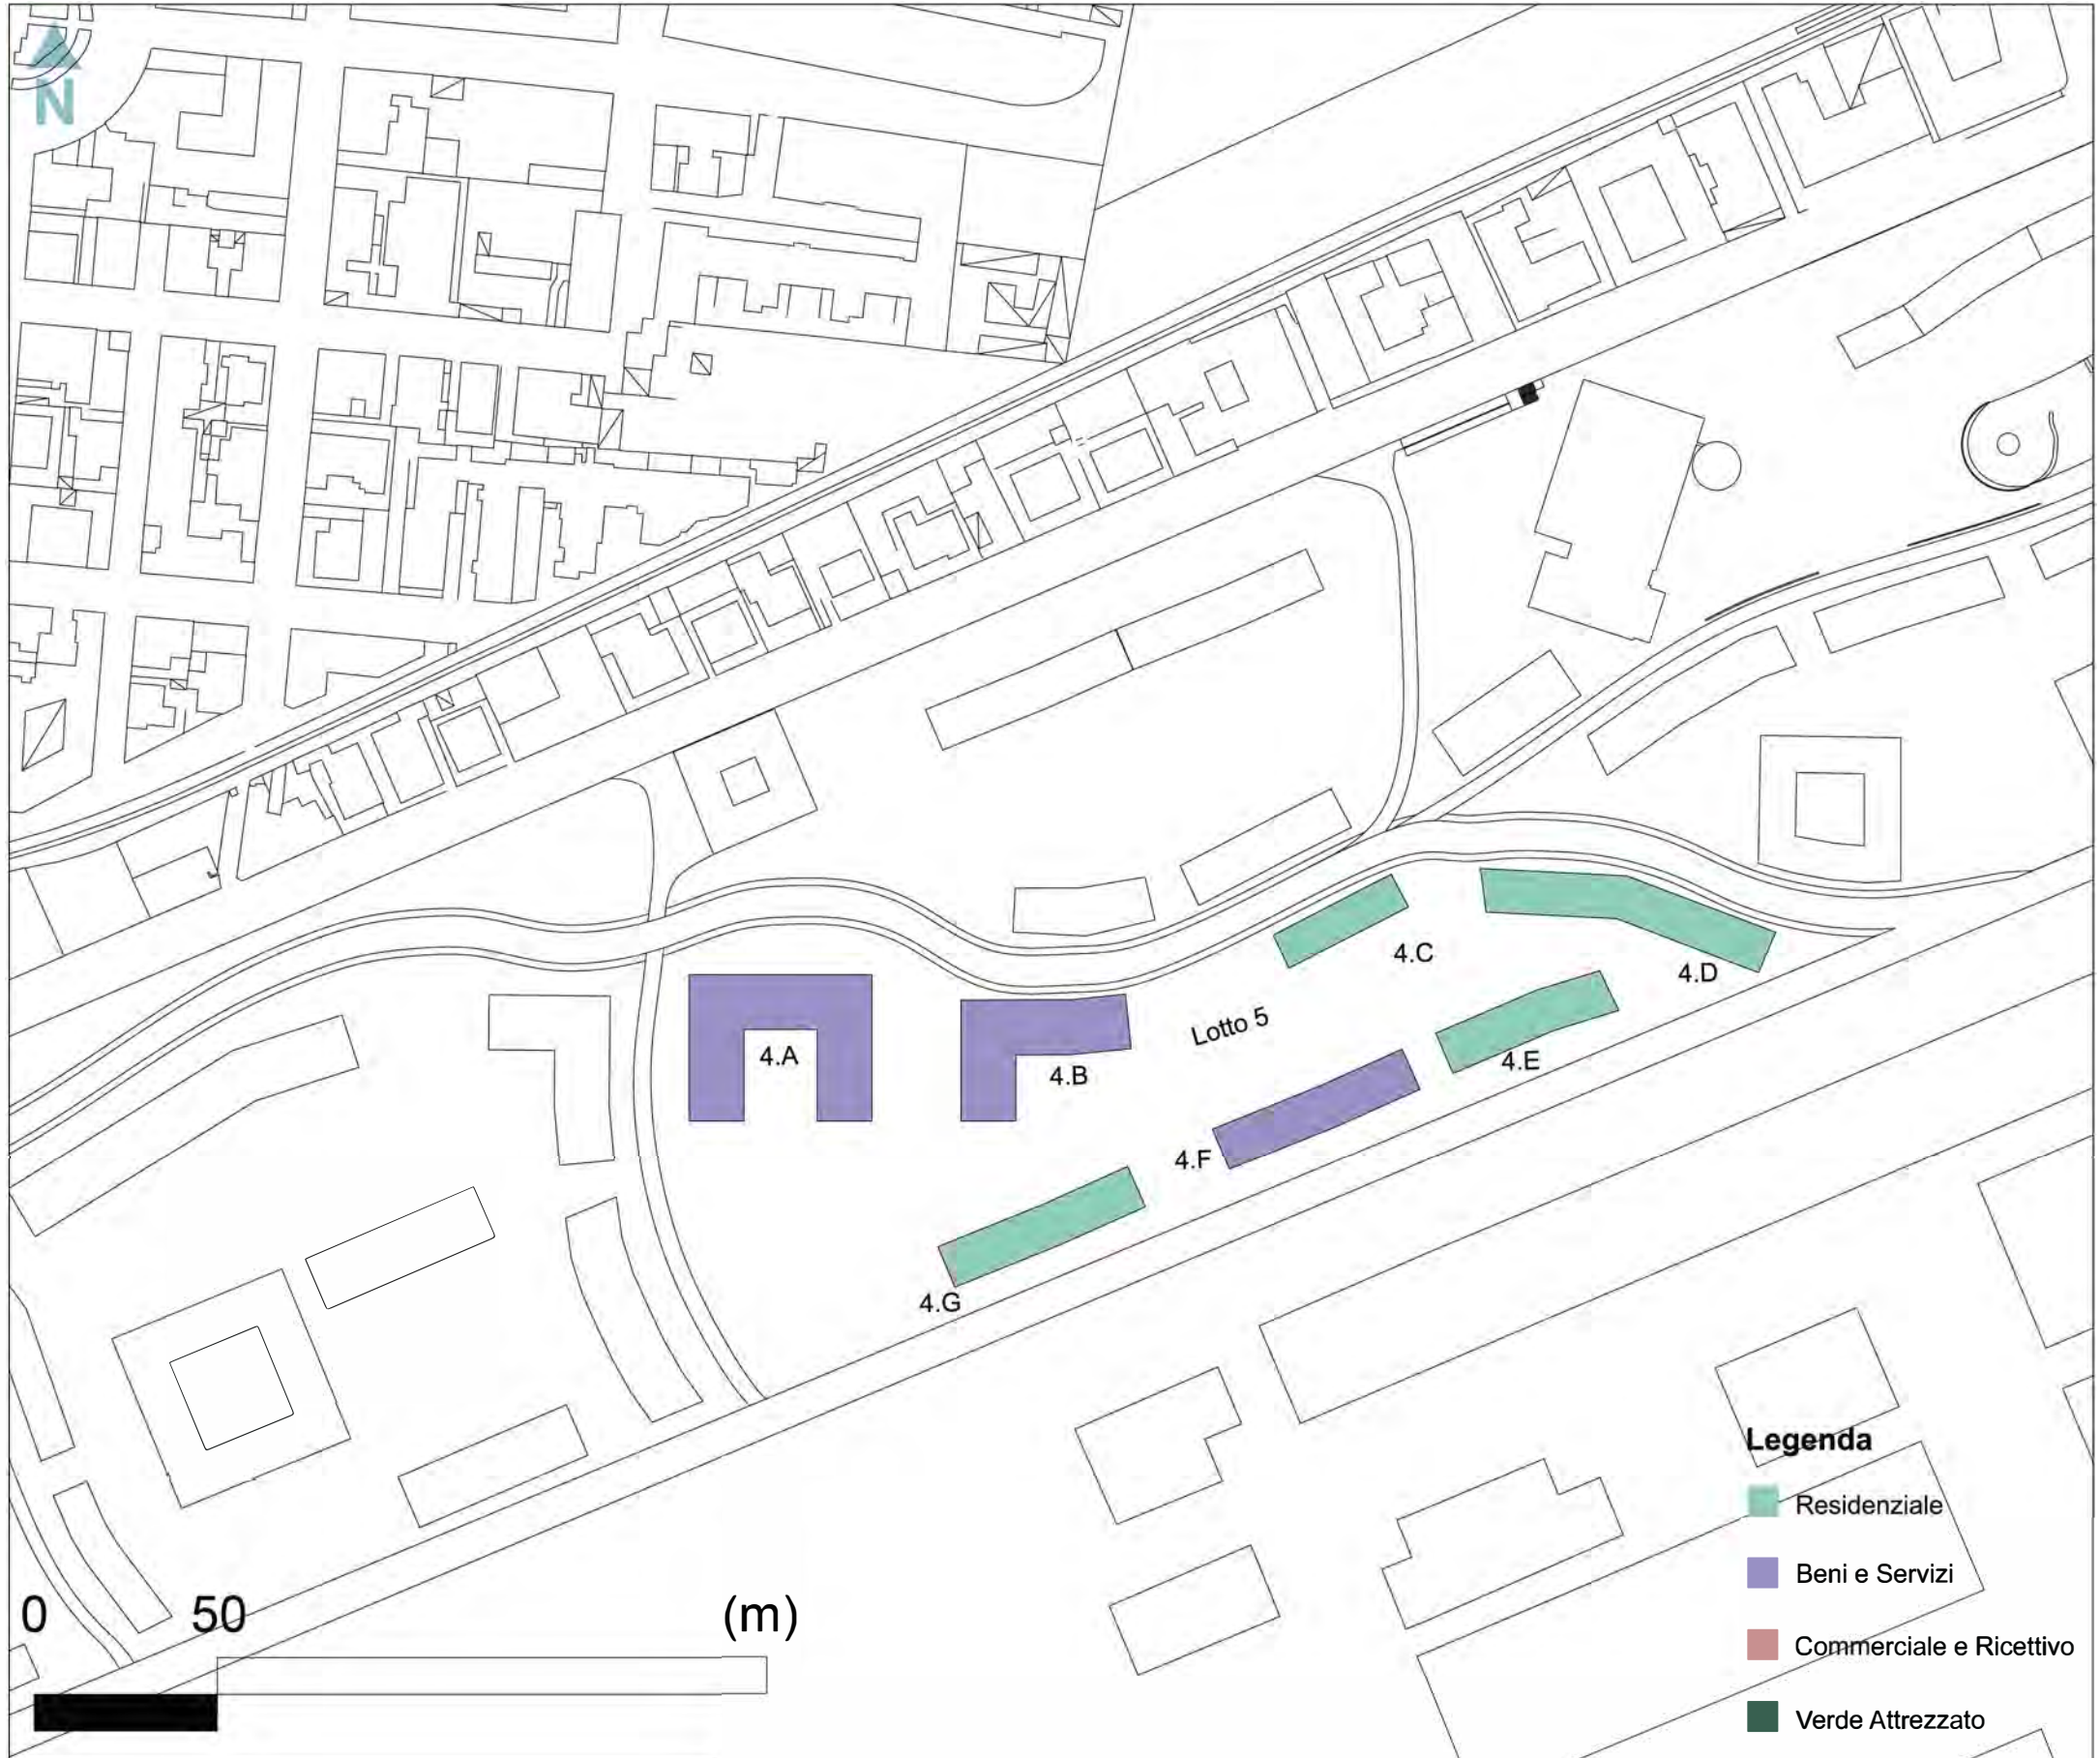 N
4.C
4.D
Lotto 5
4.A
4.B
4.E
4.F
4.G
Legenda
Residenziale
Beni e Servizi
Commerciale e Ricettivo
Verde Attrezzato
0 50 (m)